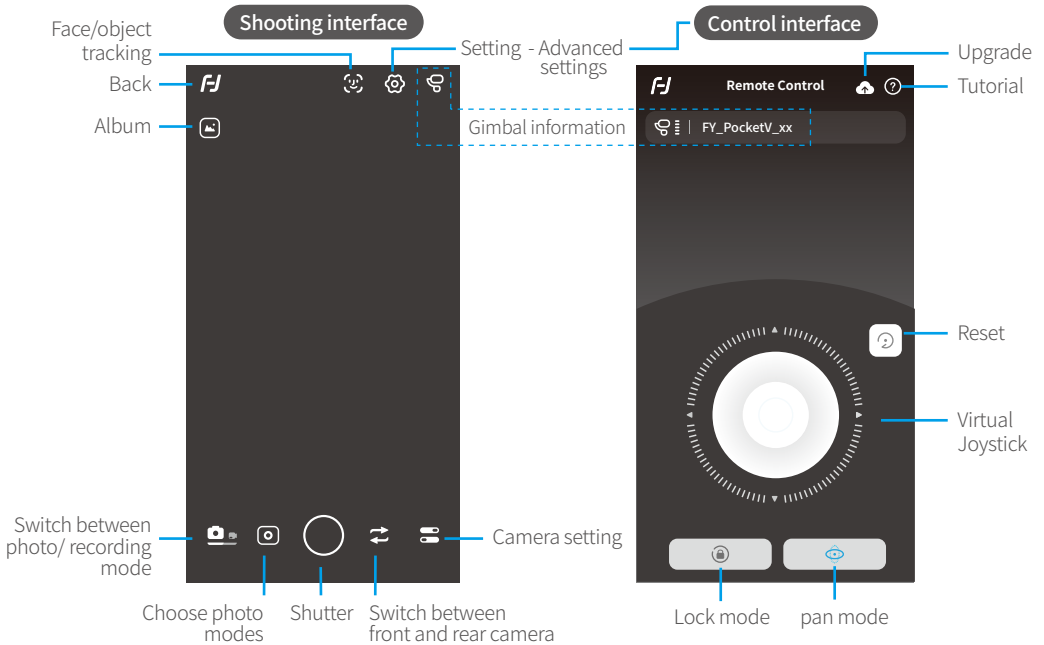 Shooting interface
Control interface
Face/object
tracking
Setting - Advanced
settings
Upgrade
Back
Remote Control
?
Tutorial
Album
Gimbal information
FY_PocketV_xx
Reset
Virtual
Joystick
Switch between
photo/ recording
mode
Camera setting
Choose photo
modes
Shutter
Switch between
front and rear camera
Lock mode
pan mode